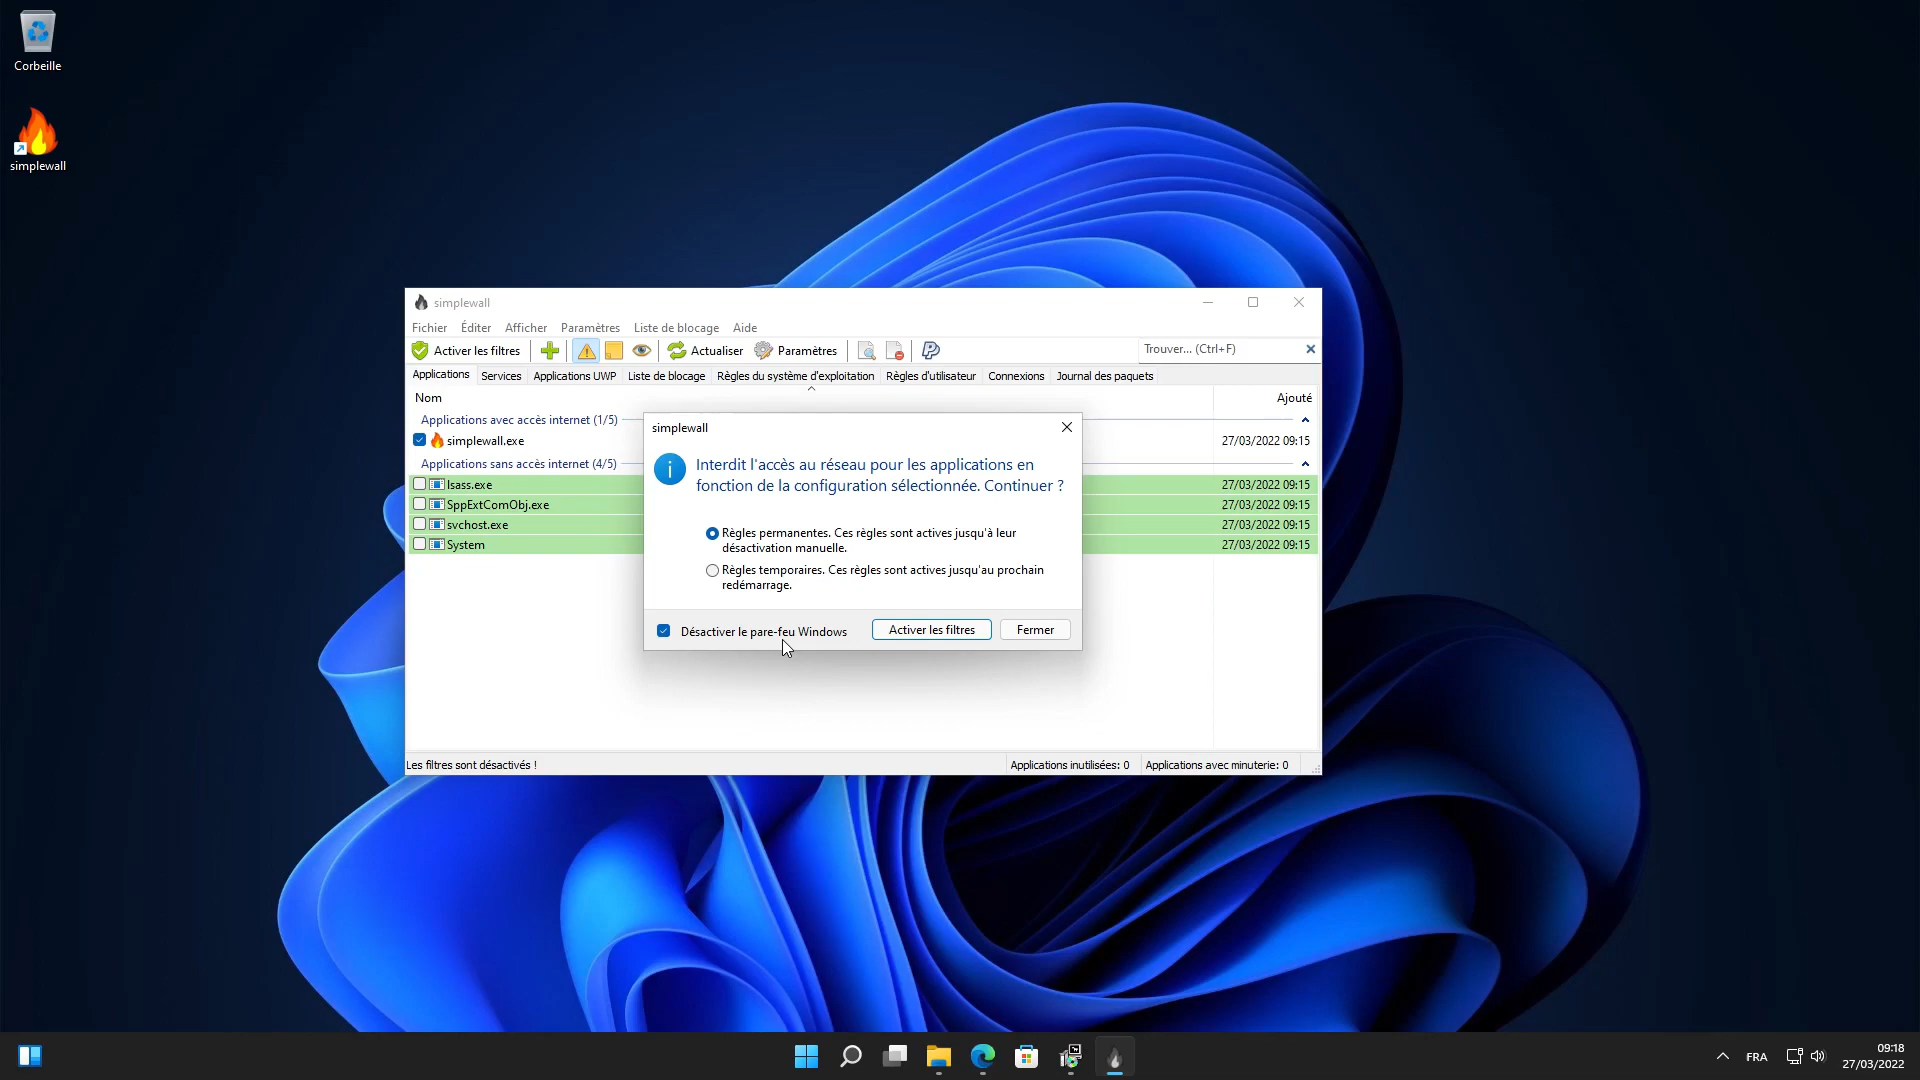 Corbeille
simplewall
simplewall
Fichier Éditer Afficher Paramètres Liste de blocage Aide
Activer les filtres Actualiser Paramètres Trouver... (Ctrl+F)
Applications Services Applications UWP Liste de blocage Règles du système d'exploitation Règles d'utilisateur Connexions Journal des paquets
Nom Ajouté
Applications avec accès internet (1/5)
simplewall.exe 27/03/2022 09:15
Applications sans accès internet (4/5)
lsass.exe 27/03/2022 09:15
SppExtComObj.exe 27/03/2022 09:15
svchost.exe 27/03/2022 09:15
System 27/03/2022 09:15
simplewall
Interdit l'accès au réseau pour les applications en
fonction de la configuration sélectionnée. Continuer ?
Règles permanentes. Ces règles sont actives jusqu'à leur
désactivation manuelle.
Règles temporaires. Ces règles sont actives jusqu'au prochain
redémarrage.
Désactiver le pare-feu Windows Activer les filtres Fermer
Les filtres sont désactivés ! Applications inutilisées: 0 Applications avec minuterie: 0
FRA
09:18
27/03/2022